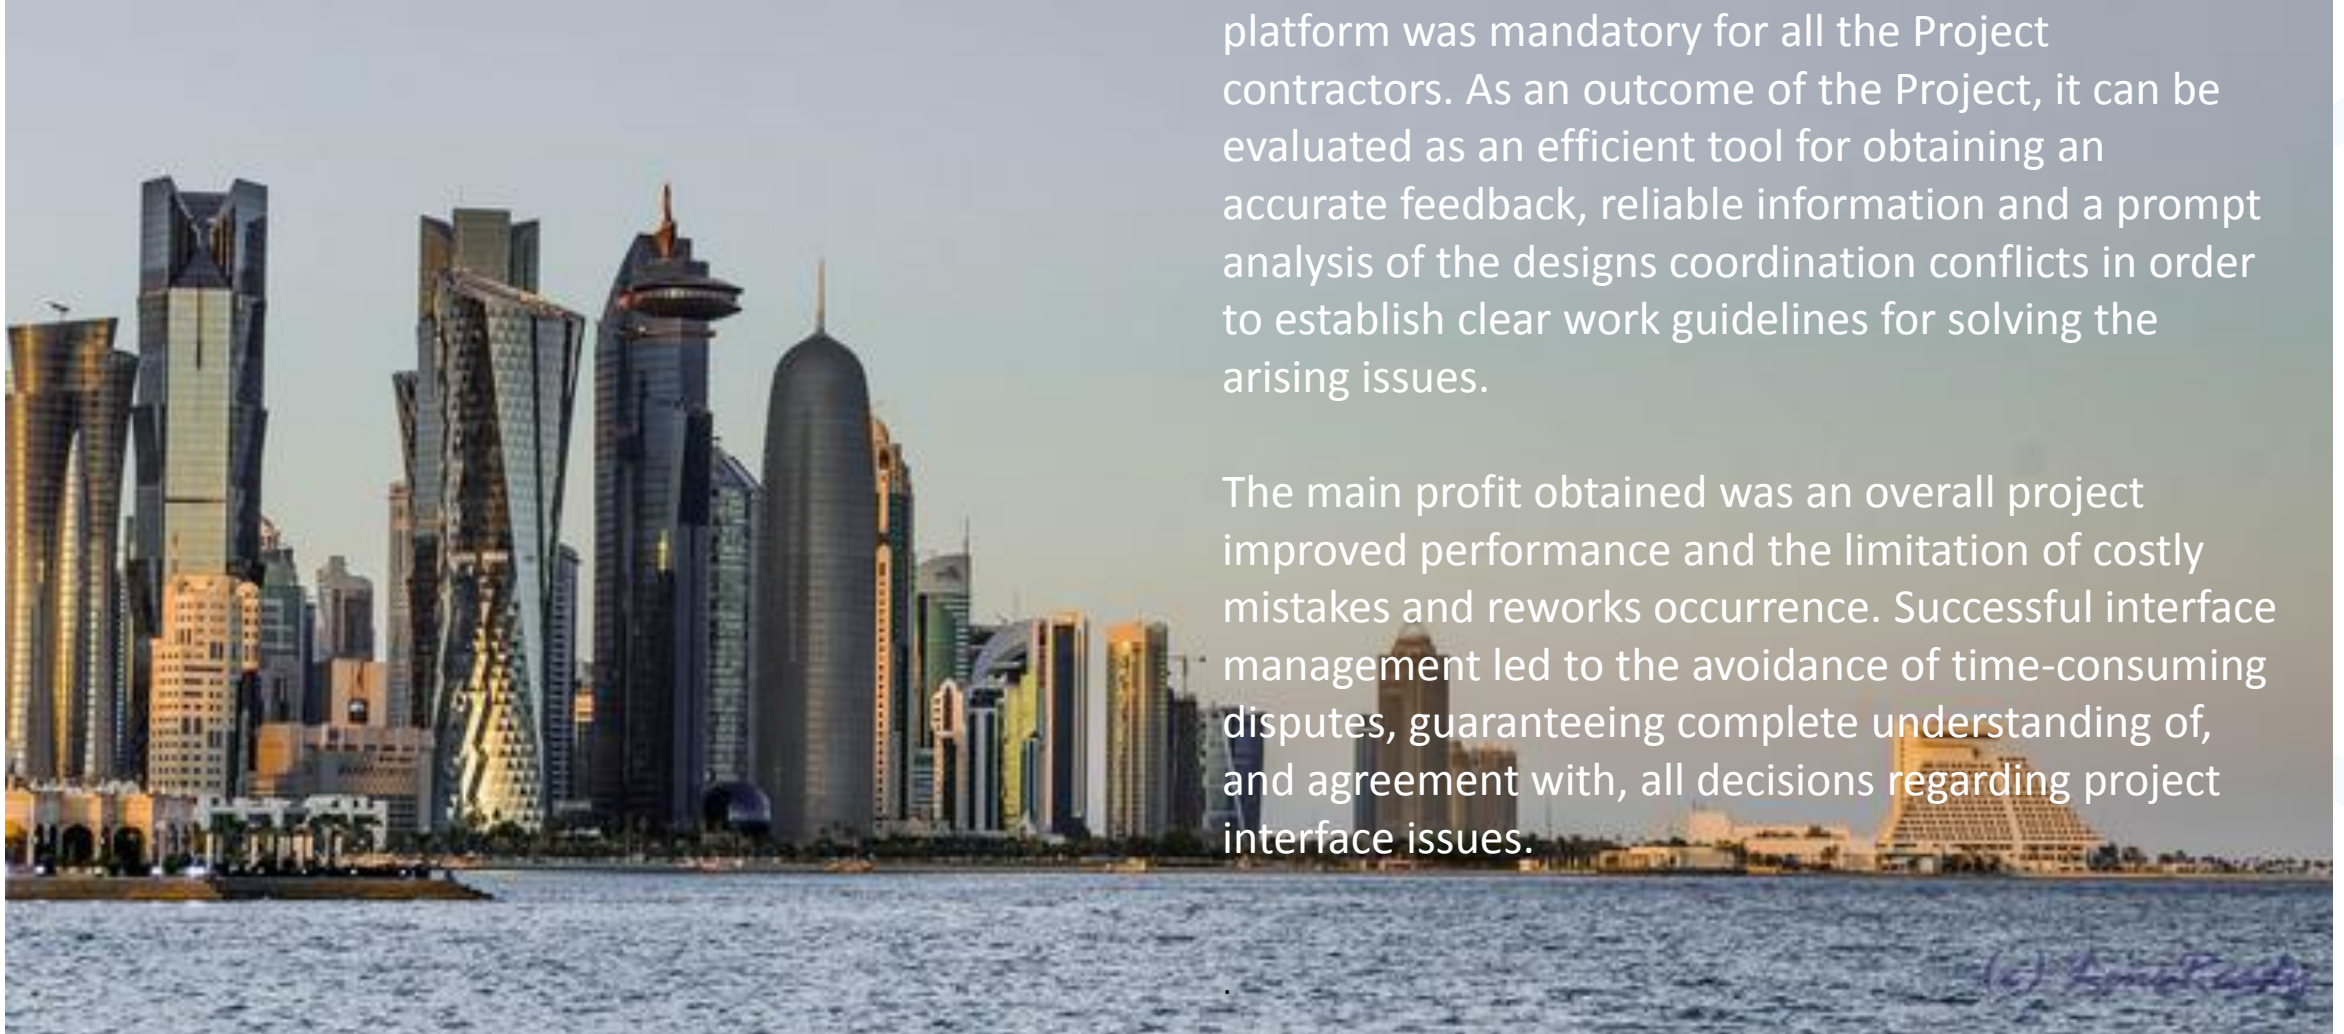 platform was mandatory for all the Project
contractors. As an outcome of the Project, it can be
evaluated as an efficient tool for obtaining an
accurate feedback, reliable information and a prompt
analysis of the designs coordination conflicts in order
to establish clear work guidelines for solving the
arising issues.
The main profit obtained was an overall project
improved performance and the limitation of costly
mistakes and reworks occurrence. Successful interface
management led to the avoidance of time-consuming
disputes, guaranteeing complete understanding of,
and agreement with, all decisions regarding project
interface issues.
.
(c)